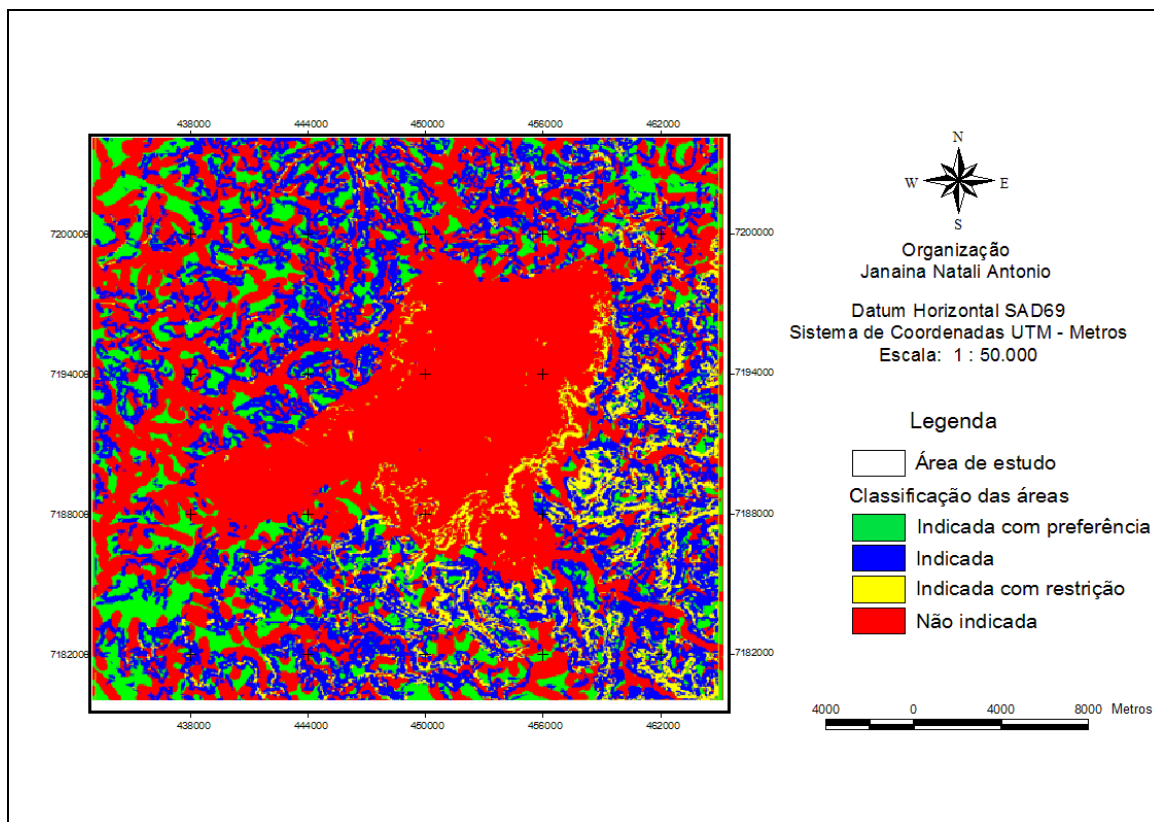 438000 444000 450000 456000 462000
7200000 7200000
7194000 7194000
7188000 7188000
7182000 7182000
438000 444000 450000 456000 462000
N
W E
S
Organização
Janaina Natali Antonio
Datum Horizontal SAD69
Sistema de Coordenadas UTM - Metros
Escala: 1 : 50.000
Legenda
Área de estudo
Classificação das áreas
Indicada com preferência
Indicada
Indicada com restrição
Não indicada
4000 0 4000 8000 Metros